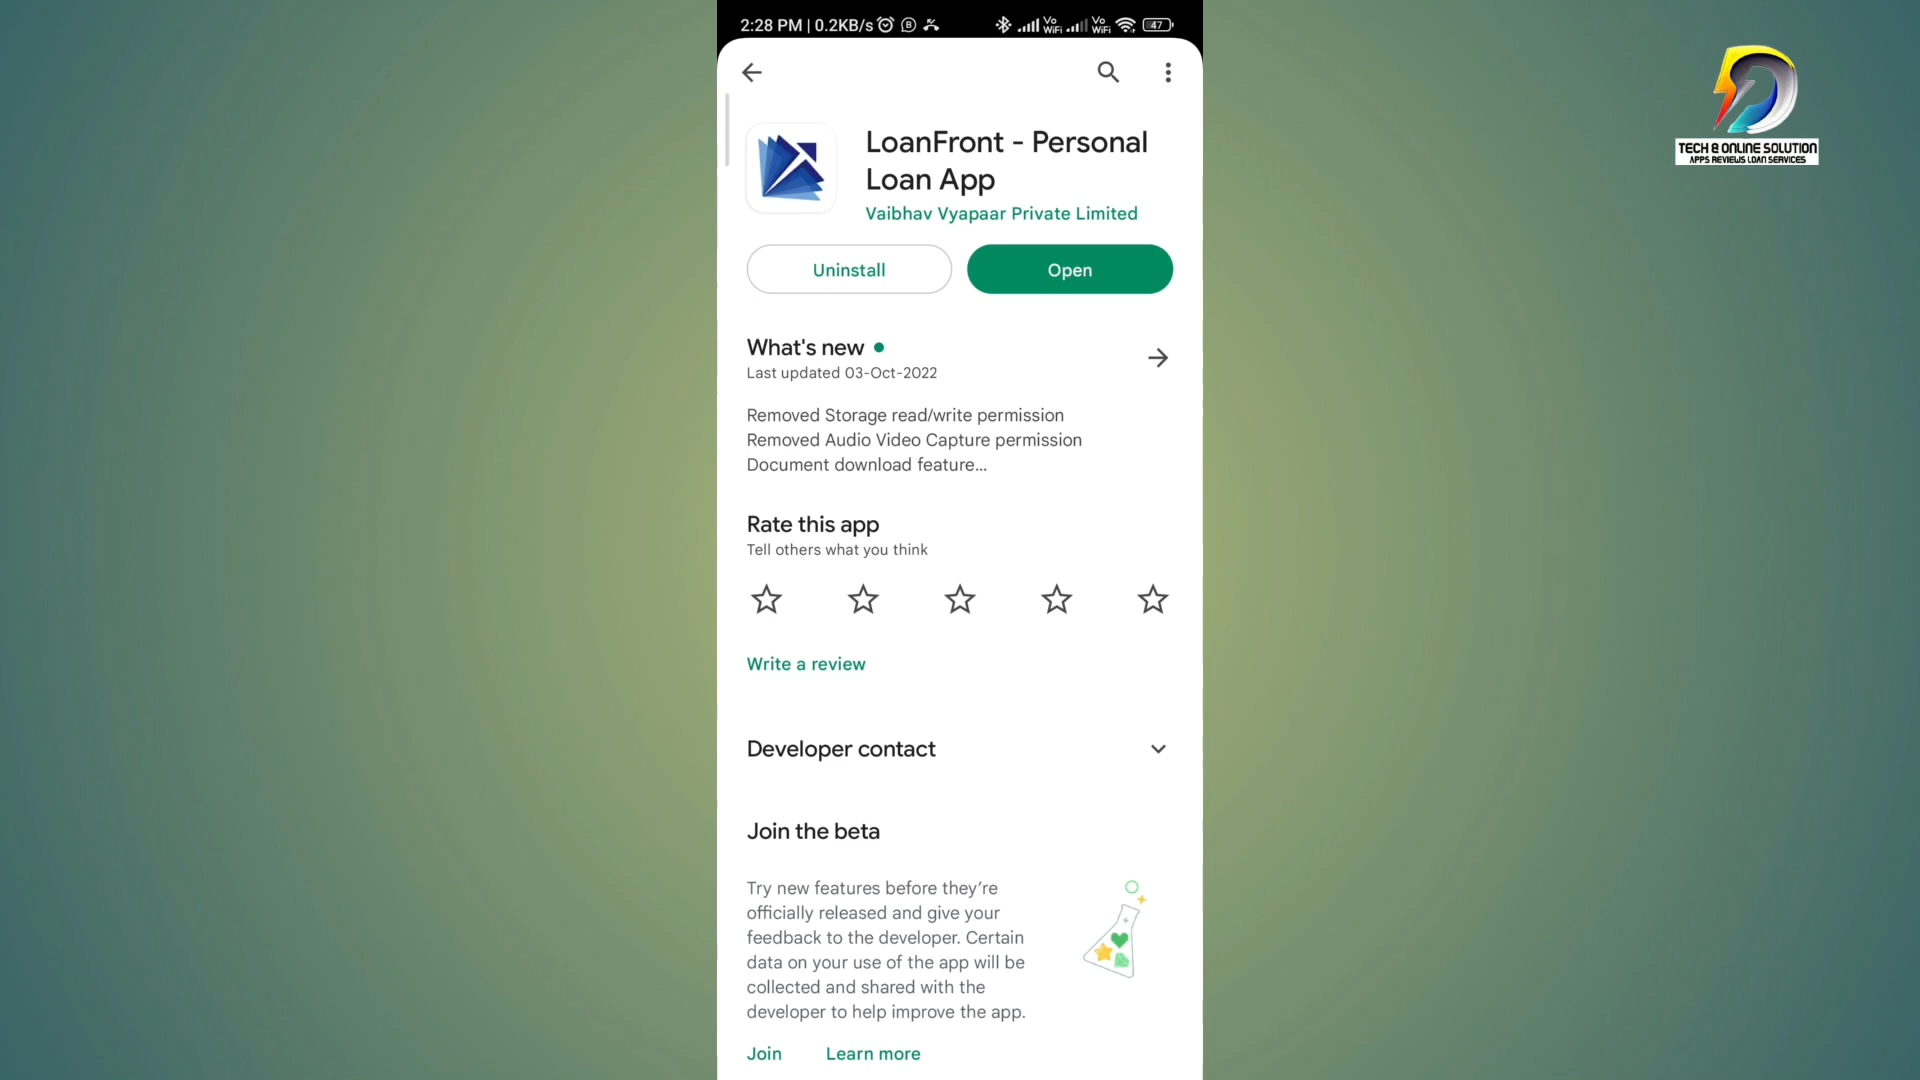 2:28 PM | 0.2KB/s
Vo WiFi
Vo WiFi
47
LoanFront - Personal
Loan App
Vaibhav Vyapaar Private Limited
Uninstall
Open
What's new
Last updated 03-Oct-2022
Removed Storage read/write permission
Removed Audio Video Capture permission
Document download feature...
Rate this app
Tell others what you think
Write a review
Developer contact
Join the beta
Try new features before they're
officially released and give your
feedback to the developer. Certain
data on your use of the app will be
collected and shared with the
developer to help improve the app.
Join
Learn more
TECH & ONLINE SOLUTION
APPS REVIEWS LOAN SERVICES